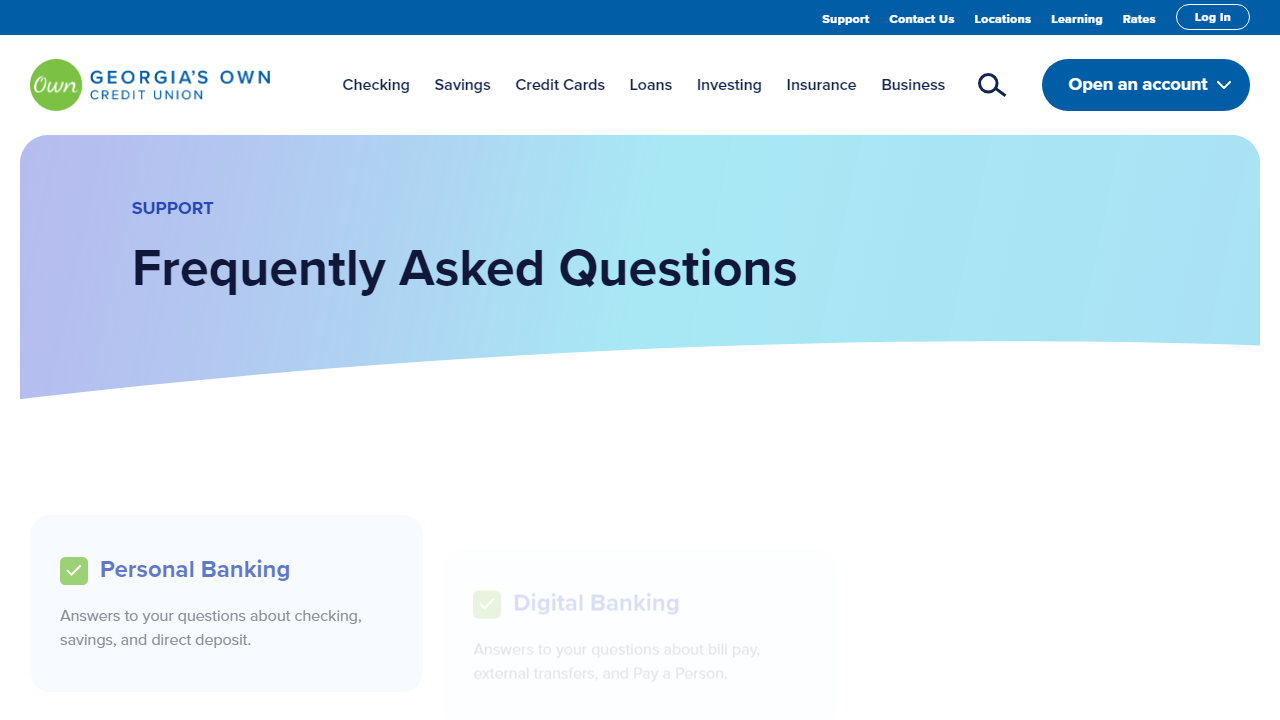 Support Contact Us Locations Learning Rates Log In
Own GEORGIA'S OWN
CREDIT UNION
Checking Savings Credit Cards Loans Investing Insurance Business Open an account
SUPPORT
Frequently Asked Questions
Personal Banking
Answers to your questions about checking,
savings, and direct deposit.
Digital Banking
Answers to your questions about bill pay,
external transfers, and Pay a Person.